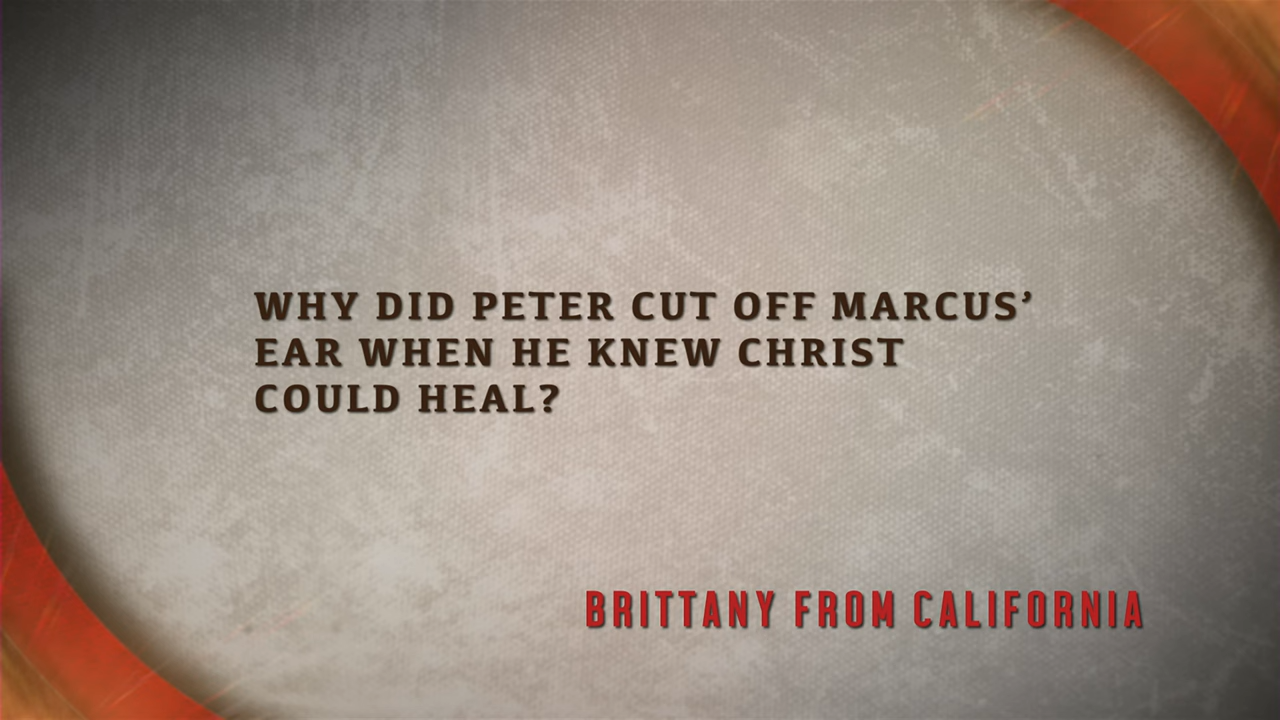 WHY DID PETER CUT OFF MARCUS’
EAR WHEN HE KNEW CHRIST
COULD HEAL?
BRITTANY FROM CALIFORNIA